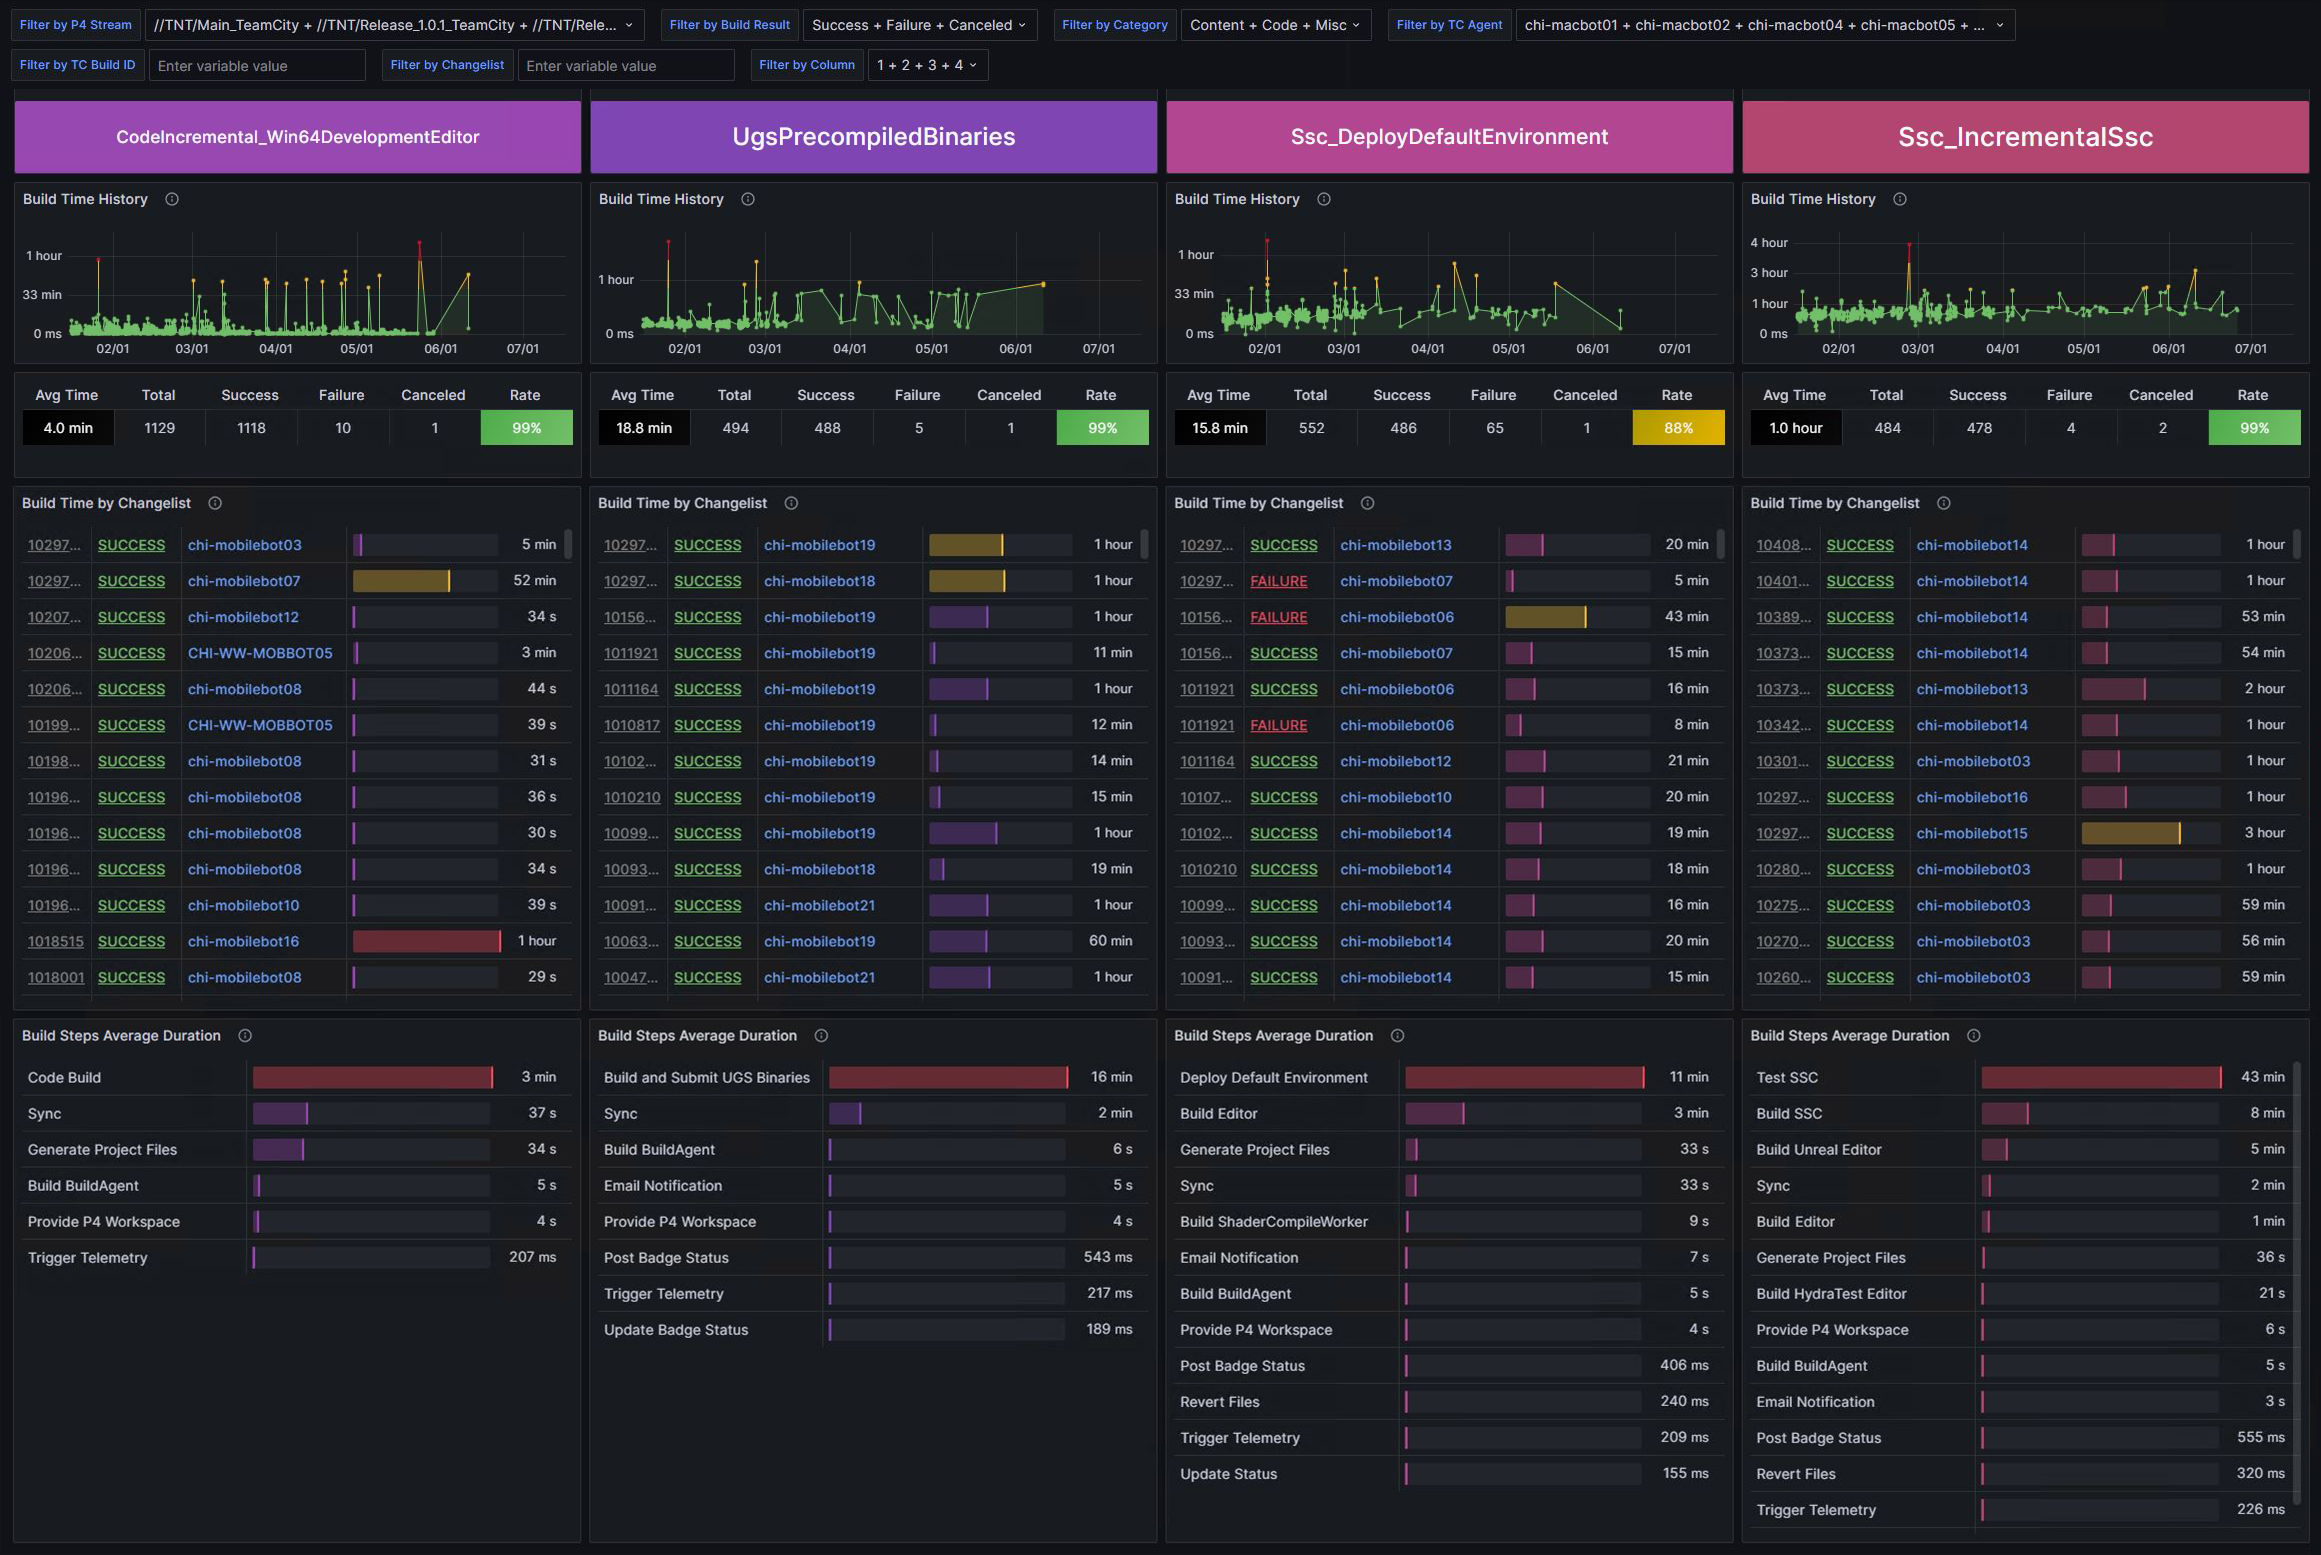 Filter by P4 Stream //TNT/Main_TeamCity + //TNT/Release_1.0.1_TeamCity + //TNT/Rele... Filter by Build Result Success + Failure + Canceled Filter by Category Content + Code + Misc Filter by TC Agent chi-macbot01 + chi-macbot02 + chi-macbot04 + chi-macbot05 + ...
Filter by TC Build ID Enter variable value Filter by Changelist Enter variable value Filter by Column 1 + 2 + 3 + 4
CodeIncremental_Win64DevelopmentEditor
Build Time History
1 hour
33 min
0 ms
02/01 03/01 04/01 05/01 06/01 07/01
Avg Time Total Success Failure Canceled Rate
4.0 min 1129 1118 10 1 99%
Build Time by Changelist
10297... SUCCESS chi-mobilebot03 5 min
10297... SUCCESS chi-mobilebot07 52 min
10207... SUCCESS chi-mobilebot12 34 s
10206... SUCCESS CHI-WW-MOBBOT05 3 min
10206... SUCCESS chi-mobilebot08 44 s
10199... SUCCESS CHI-WW-MOBBOT05 39 s
10198... SUCCESS chi-mobilebot08 31 s
10196... SUCCESS chi-mobilebot08 36 s
10196... SUCCESS chi-mobilebot08 30 s
10196... SUCCESS chi-mobilebot08 34 s
10196... SUCCESS chi-mobilebot10 39 s
1018515 SUCCESS chi-mobilebot16 1 hour
1018001 SUCCESS chi-mobilebot08 29 s
Build Steps Average Duration
Code Build 3 min
Sync 37 s
Generate Project Files 34 s
Build BuildAgent 5 s
Provide P4 Workspace 4 s
Trigger Telemetry 207 ms
UgsPrecompiledBinaries
Build Time History
1 hour
0 ms
02/01 03/01 04/01 05/01 06/01 07/01
Avg Time Total Success Failure Canceled Rate
18.8 min 494 488 5 1 99%
Build Time by Changelist
10297... SUCCESS chi-mobilebot19 1 hour
10297... SUCCESS chi-mobilebot18 1 hour
10156... SUCCESS chi-mobilebot19 1 hour
1011921 SUCCESS chi-mobilebot19 11 min
1011164 SUCCESS chi-mobilebot19 1 hour
1010817 SUCCESS chi-mobilebot19 12 min
10102... SUCCESS chi-mobilebot19 14 min
1010210 SUCCESS chi-mobilebot19 15 min
10099... SUCCESS chi-mobilebot19 1 hour
10093... SUCCESS chi-mobilebot18 19 min
10091... SUCCESS chi-mobilebot21 1 hour
10063... SUCCESS chi-mobilebot19 60 min
10047... SUCCESS chi-mobilebot21 1 hour
Build Steps Average Duration
Build and Submit UGS Binaries 16 min
Sync 2 min
Build BuildAgent 6 s
Email Notification 5 s
Provide P4 Workspace 4 s
Post Badge Status 543 ms
Trigger Telemetry 217 ms
Update Badge Status 189 ms
Ssc_DeployDefaultEnvironment
Build Time History
1 hour
33 min
0 ms
02/01 03/01 04/01 05/01 06/01 07/01
Avg Time Total Success Failure Canceled Rate
15.8 min 552 486 65 1 88%
Build Time by Changelist
10297... SUCCESS chi-mobilebot13 20 min
10297... FAILURE chi-mobilebot07 5 min
10156... FAILURE chi-mobilebot06 43 min
10156... SUCCESS chi-mobilebot07 15 min
1011921 SUCCESS chi-mobilebot06 16 min
1011921 FAILURE chi-mobilebot06 8 min
1011164 SUCCESS chi-mobilebot12 21 min
10107... SUCCESS chi-mobilebot10 20 min
10102... SUCCESS chi-mobilebot14 19 min
1010210 SUCCESS chi-mobilebot14 18 min
10099... SUCCESS chi-mobilebot14 16 min
10093... SUCCESS chi-mobilebot14 20 min
10091... SUCCESS chi-mobilebot14 15 min
Build Steps Average Duration
Deploy Default Environment 11 min
Build Editor 3 min
Generate Project Files 33 s
Sync 33 s
Build ShaderCompileWorker 9 s
Email Notification 7 s
Build BuildAgent 5 s
Provide P4 Workspace 4 s
Post Badge Status 406 ms
Revert Files 240 ms
Trigger Telemetry 209 ms
Update Status 155 ms
Ssc_IncrementalSsc
Build Time History
4 hour
3 hour
1 hour
0 ms
02/01 03/01 04/01 05/01 06/01 07/01
Avg Time Total Success Failure Canceled Rate
1.0 hour 484 478 4 2 99%
Build Time by Changelist
10408... SUCCESS chi-mobilebot14 1 hour
10401... SUCCESS chi-mobilebot14 1 hour
10389... SUCCESS chi-mobilebot14 53 min
10373... SUCCESS chi-mobilebot14 54 min
10373... SUCCESS chi-mobilebot13 2 hour
10342... SUCCESS chi-mobilebot14 1 hour
10301... SUCCESS chi-mobilebot03 1 hour
10297... SUCCESS chi-mobilebot16 1 hour
10297... SUCCESS chi-mobilebot15 3 hour
10280... SUCCESS chi-mobilebot03 1 hour
10275... SUCCESS chi-mobilebot03 59 min
10270... SUCCESS chi-mobilebot03 56 min
10260... SUCCESS chi-mobilebot03 59 min
Build Steps Average Duration
Test SSC 43 min
Build SSC 8 min
Build Unreal Editor 5 min
Sync 2 min
Build Editor 1 min
Generate Project Files 36 s
Build HydraTest Editor 21 s
Provide P4 Workspace 6 s
Build BuildAgent 5 s
Email Notification 3 s
Post Badge Status 555 ms
Revert Files 320 ms
Trigger Telemetry 226 ms